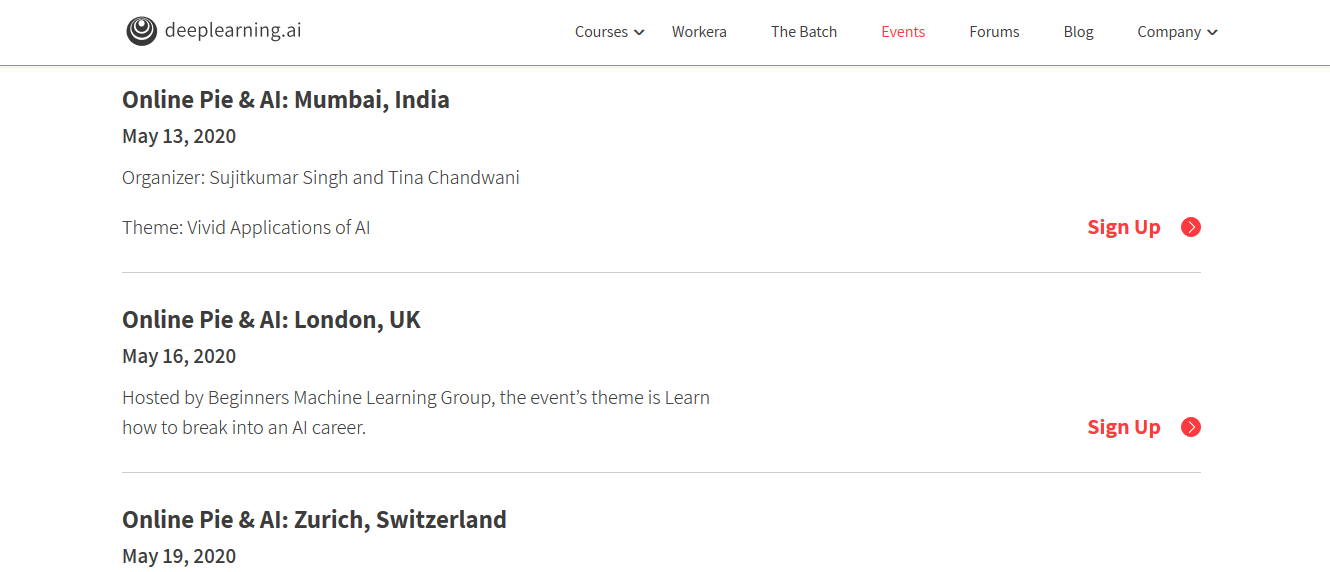 deeplearning.ai
Courses Workera The Batch Events Forums Blog Company
Online Pie & AI: Mumbai, India
May 13, 2020
Organizer: Sujitkumar Singh and Tina Chandwani
Theme: Vivid Applications of AI
Sign Up
Online Pie & AI: London, UK
May 16, 2020
Hosted by Beginners Machine Learning Group, the event’s theme is Learn
how to break into an AI career.
Sign Up
Online Pie & AI: Zurich, Switzerland
May 19, 2020